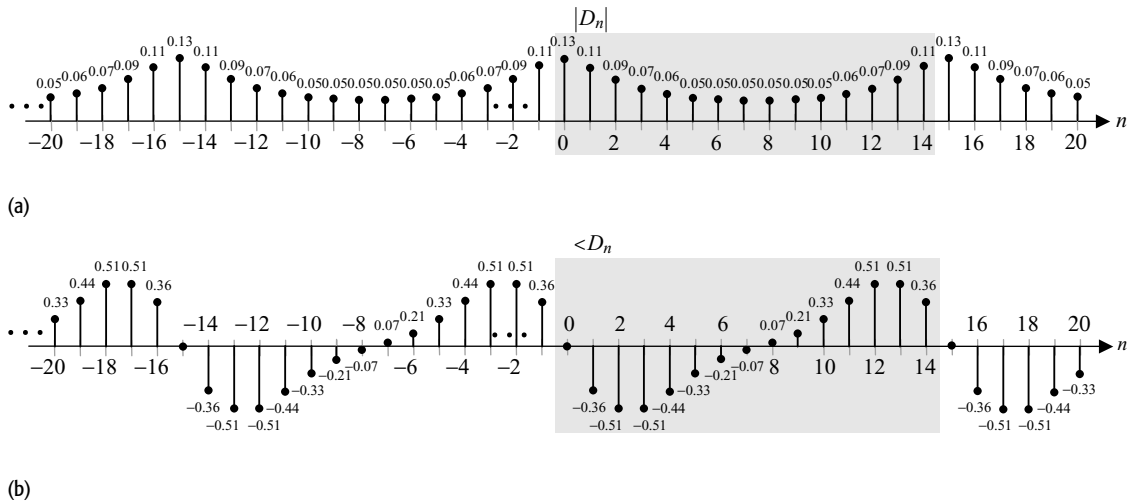 |Dn|
0.05 0.06 0.07 0.09 0.11 0.13 0.11 0.09 0.07 0.06 0.05 0.05 0.05 0.05 0.05 0.05 0.06 0.07 0.09 0.11 0.13 0.11 0.09 0.07 0.06 0.05 0.05 0.05 0.05 0.05 0.05 0.06 0.07 0.09 0.11 0.13 0.11 0.09 0.07 0.06 0.05
n
−20 −18 −16 −14 −12 −10 −8 −6 −4 −2 0 2 4 6 8 10 12 14 16 18 20
(a)
<Dn
0.33 0.44 0.51 0.51 0.36 0.07 0.21 0.33 0.44 0.51 0.51 0.36 0.07 0.21 0.33 0.44 0.51 0.51 0.36
−14 −12 −10 −8 0 2 4 6 16 18 20
n
−20 −18 −16 −6 −4 −2 8 10 12 14
−0.36 −0.51 −0.51 −0.44 −0.33 −0.21 −0.07 −0.36 −0.51 −0.51 −0.44 −0.33 −0.21 −0.07 −0.36 −0.51 −0.51 −0.44 −0.33
(b)